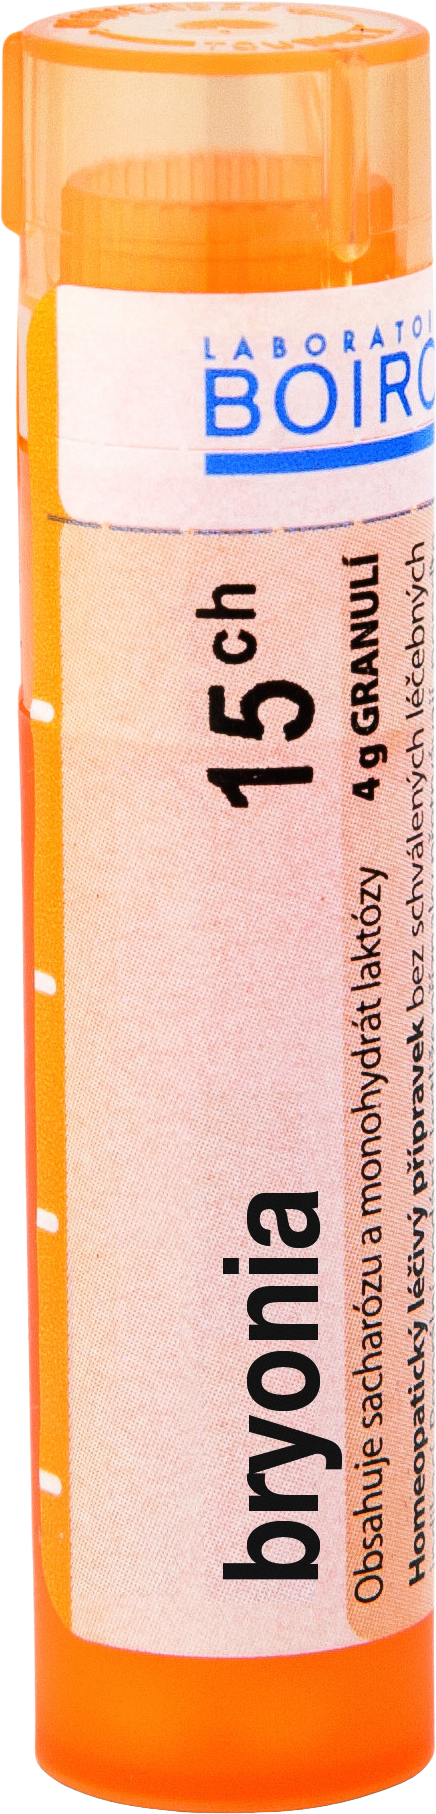 LABORATOI
BOIRO
bryonia 15 ch
Obsahuje sacharózu a monohydrát laktózy 4 g GRANULÍ
Homeopatický léčivý přípravek bez schválených léčebných